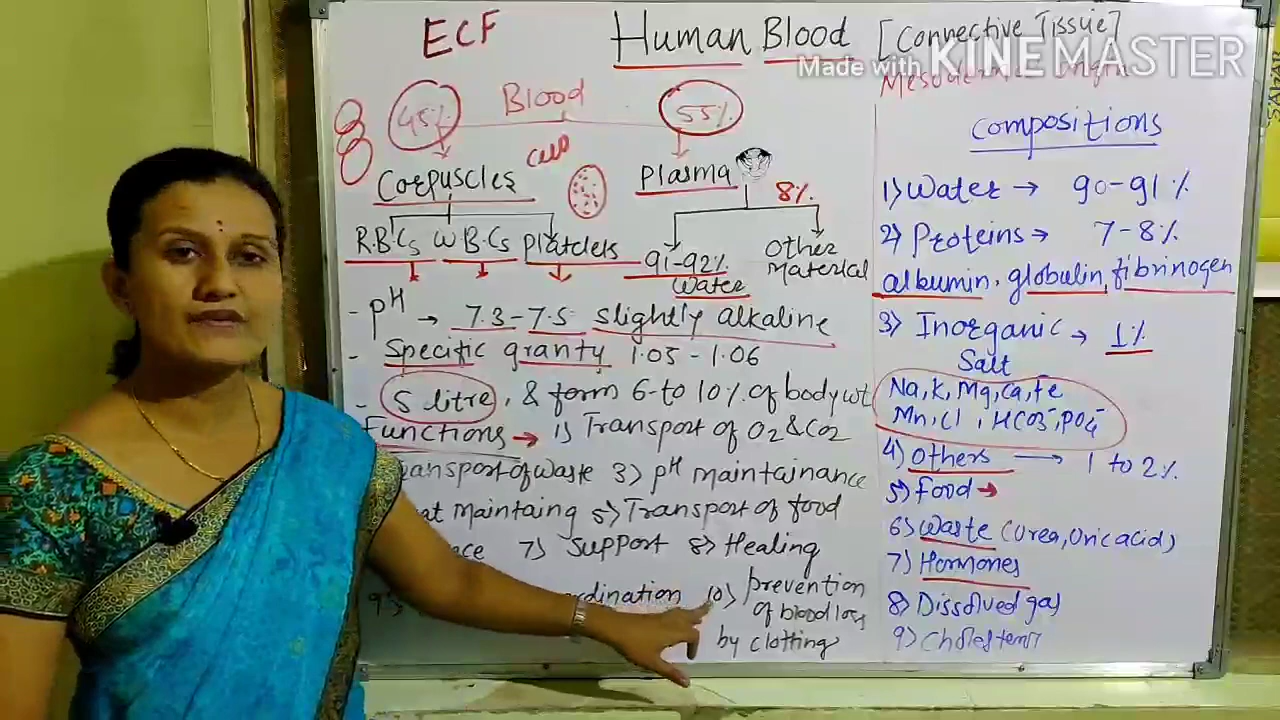 ECF Human Blood [Connective Tissue]
Made with KINEMASTER
45% Blood 55%
Corpuscles cells Plasma 8%
R.B.Cs W.B.Cs Platelets 91-92% Water Other Material
- pH → 7.3-7.5 slightly alkaline
- Specific gravity 1.05 - 1.06
- 5 litre, & form 6-to 10% of body wt
Functions → 1) Transport of O2 & CO2
Transport of waste 3) pH maintainance
maintaing 5) Transport of food
7) Support 8) Healing
9) 10) prevention
of blood loss
by clotting
Compositions
1) Water → 90-91%
2) Proteins → 7-8%
albumin, globulin, fibrinogen
3) Inorganic → 1%
Salt
Na, K, Mg, Ca, Fe
Mn, Cl, HCO3-, PO4-
4) Others → 1 to 2%
5) Food →
6) Waste (Urea, Uric acid)
7) Hormones
8) Dissolved gas